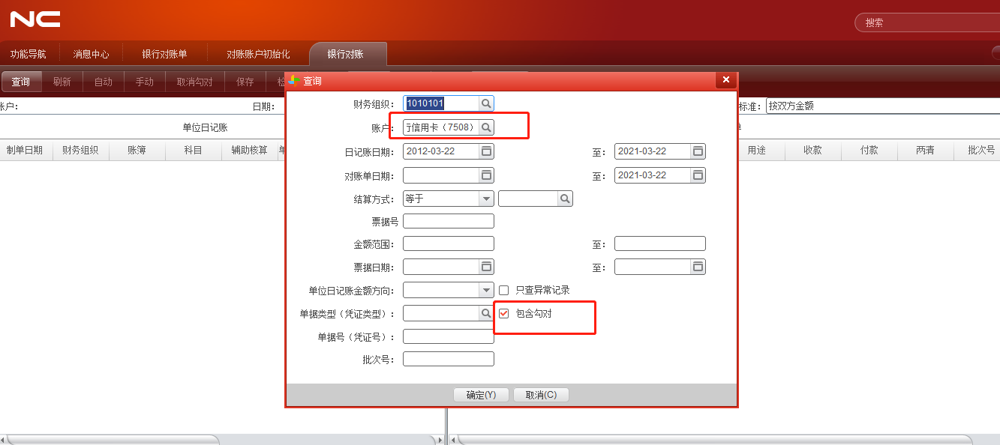 NC
搜索
功能导航 消息中心 银行对账单 对账账户初始化 银行对账
查询 刷新 自动 手动 取消勾对 保存
查询
账户： 日期： 标准： 按双方金额
单位日记账
制单日期 财务组织 账簿 科目 辅助核算 单 用途 收款 付款 两清 批次号
财务组织： 1010101
账户： 行信用卡（7508）
日记账日期： 2012-03-22 至： 2021-03-22
对账单日期： 至： 2021-03-22
结算方式： 等于
票据号
金额范围： 至：
票据日期： 至：
单位日记账金额方向： 只查异常记录
单据类型（凭证类型）： 包含勾对
单据号（凭证号）：
批次号：
确定(Y) 取消(C)